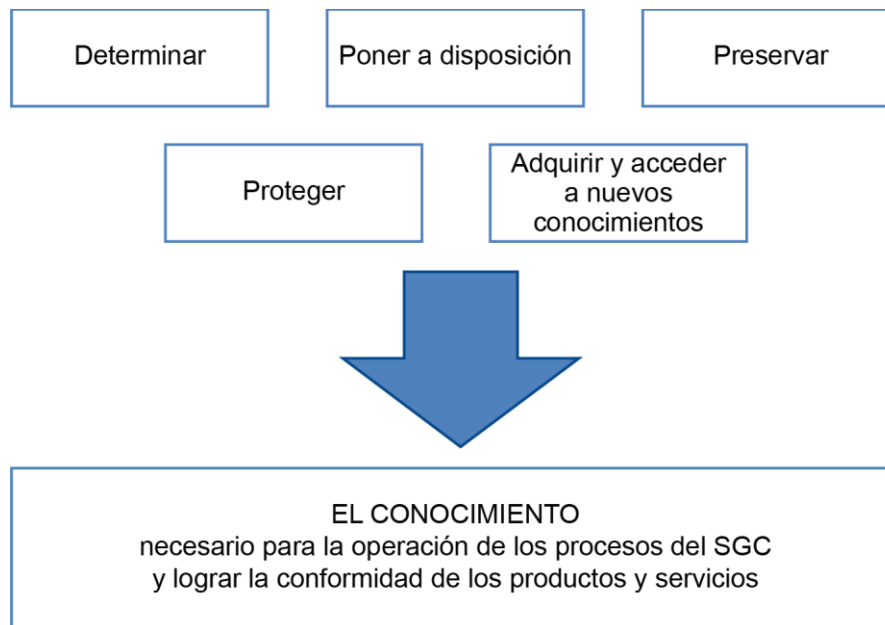 Determinar
Poner a disposición
Preservar
Proteger
Adquirir y acceder
a nuevos
conocimientos
EL CONOCIMIENTO
necesario para la operación de los procesos del SGC
y lograr la conformidad de los productos y servicios